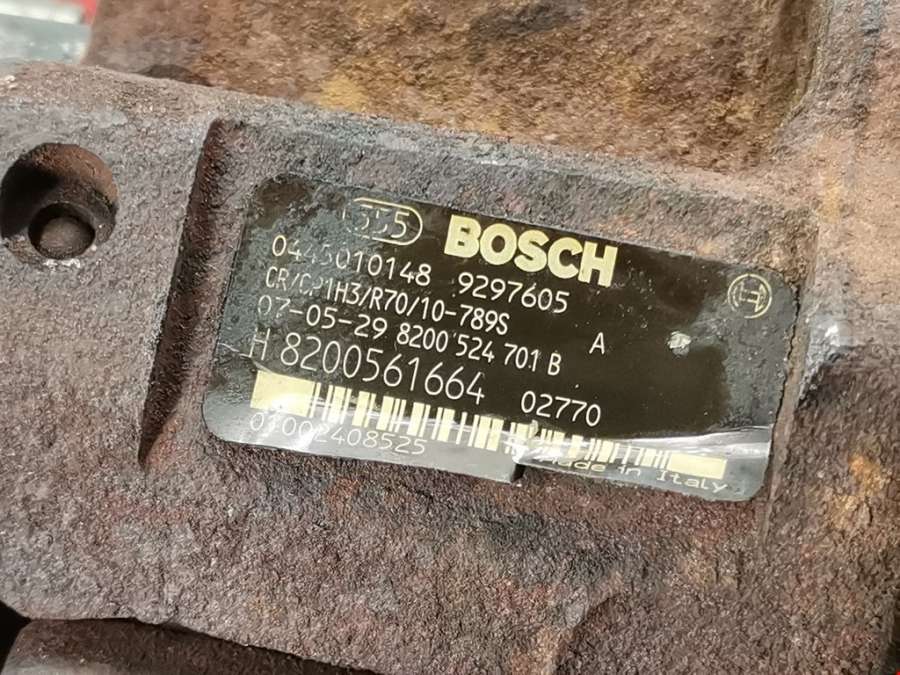 BOSCH
0445010148 9297605
CR/CP1H3/R70/10-789S A
07-05-29 8200 524 701 B
H 8200561664 02770
01002408525
Made in Italy